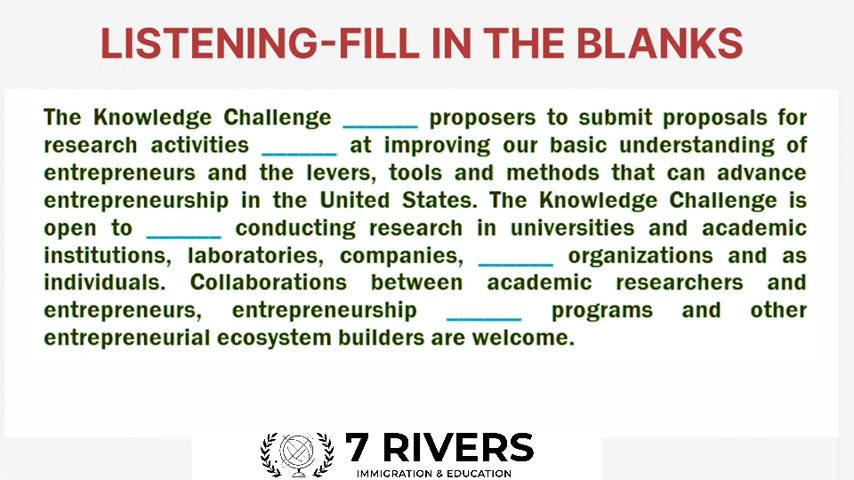 LISTENING-FILL IN THE BLANKS
The Knowledge Challenge ______ proposers to submit proposals for
research activities ______ at improving our basic understanding of
entrepreneurs and the levers, tools and methods that can advance
entrepreneurship in the United States. The Knowledge Challenge is
open to ______ conducting research in universities and academic
institutions, laboratories, companies, ______ organizations and as
individuals. Collaborations between academic researchers and
entrepreneurs, entrepreneurship ______ programs and other
entrepreneurial ecosystem builders are welcome.
7 RIVERS
IMMIGRATION & EDUCATION